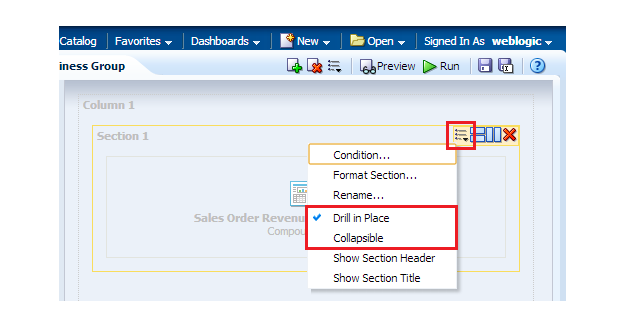 Catalog Favorites Dashboards New Open Signed In As weblogic
iness Group Preview Run
Column 1
Section 1
Condition...
Format Section...
Rename...
Drill in Place
Sales Order Revenu
Collapsible
Compou
Show Section Header
Show Section Title